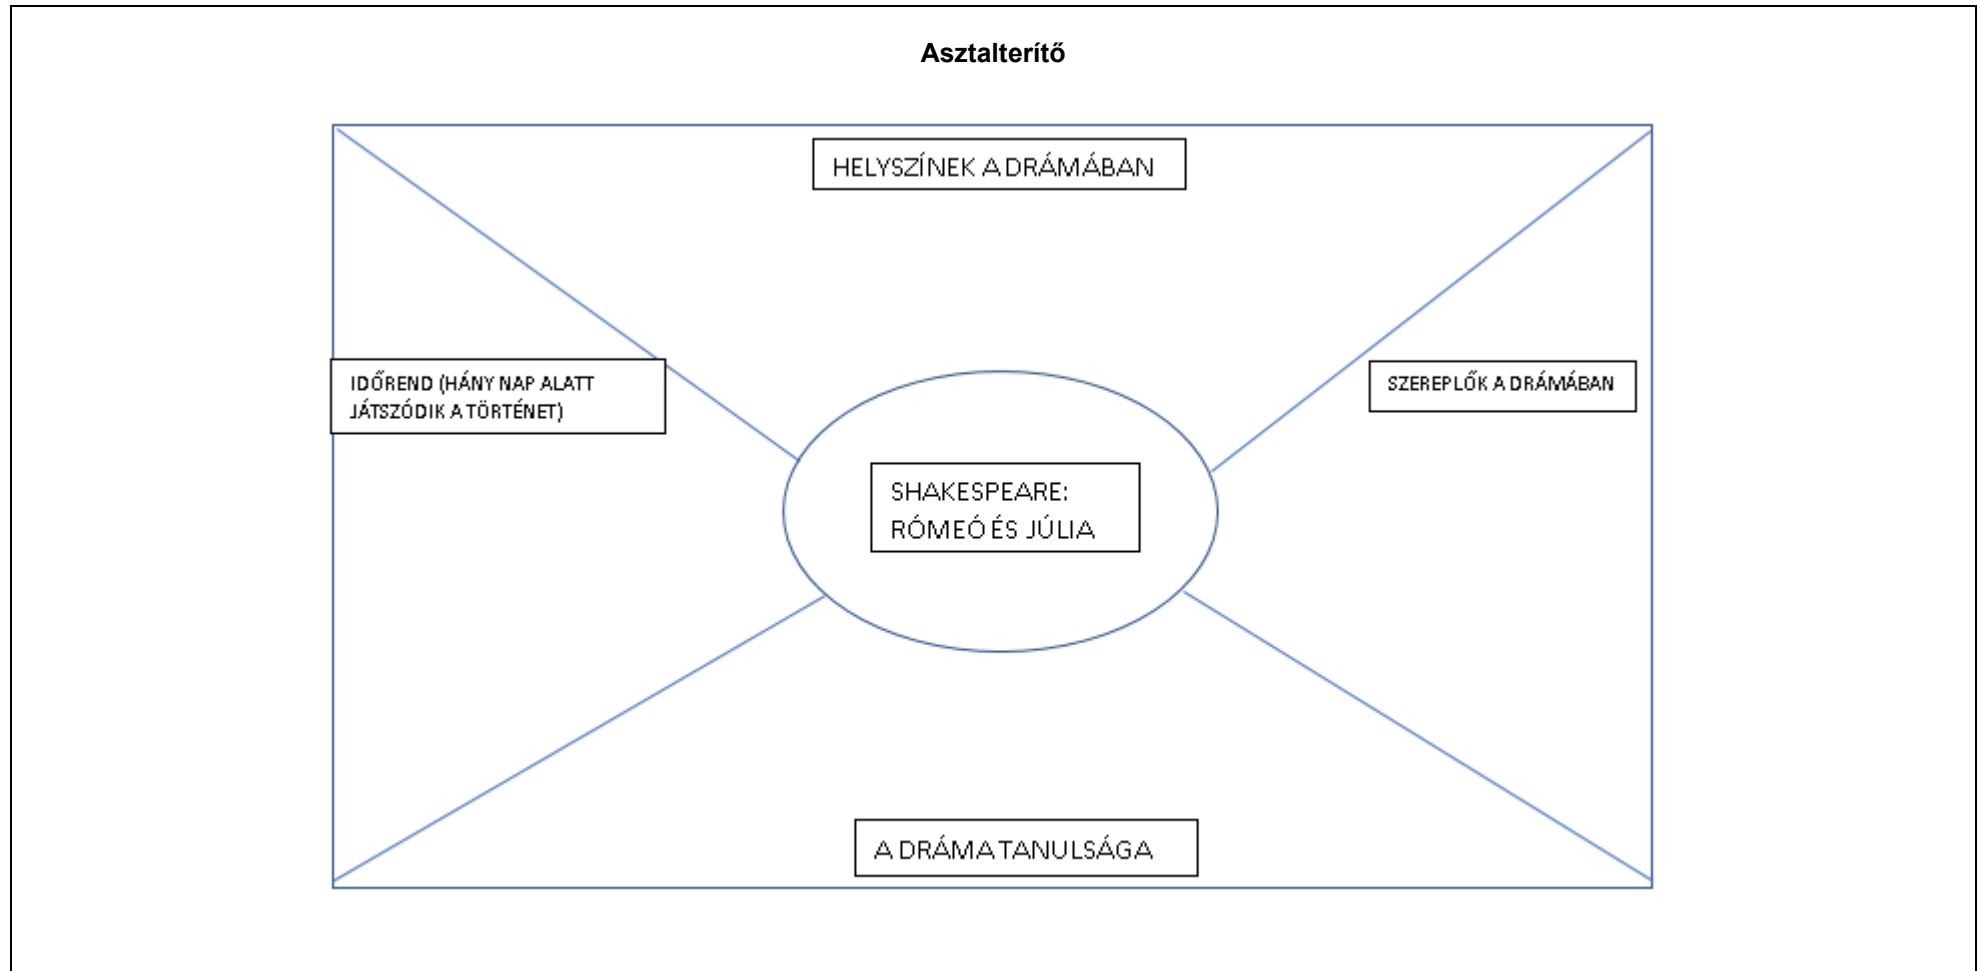 Asztalterítő
HELYSZÍNEK A DRÁMÁBAN
IDŐREND (HÁNY NAP ALATT
JÁTSZÓDIK A TÖRTÉNET)
SZEREPLŐK A DRÁMÁBAN
SHAKESPEARE:
RÓMEÓ ÉS JÚLIA
A DRÁMA TANULSÁGA